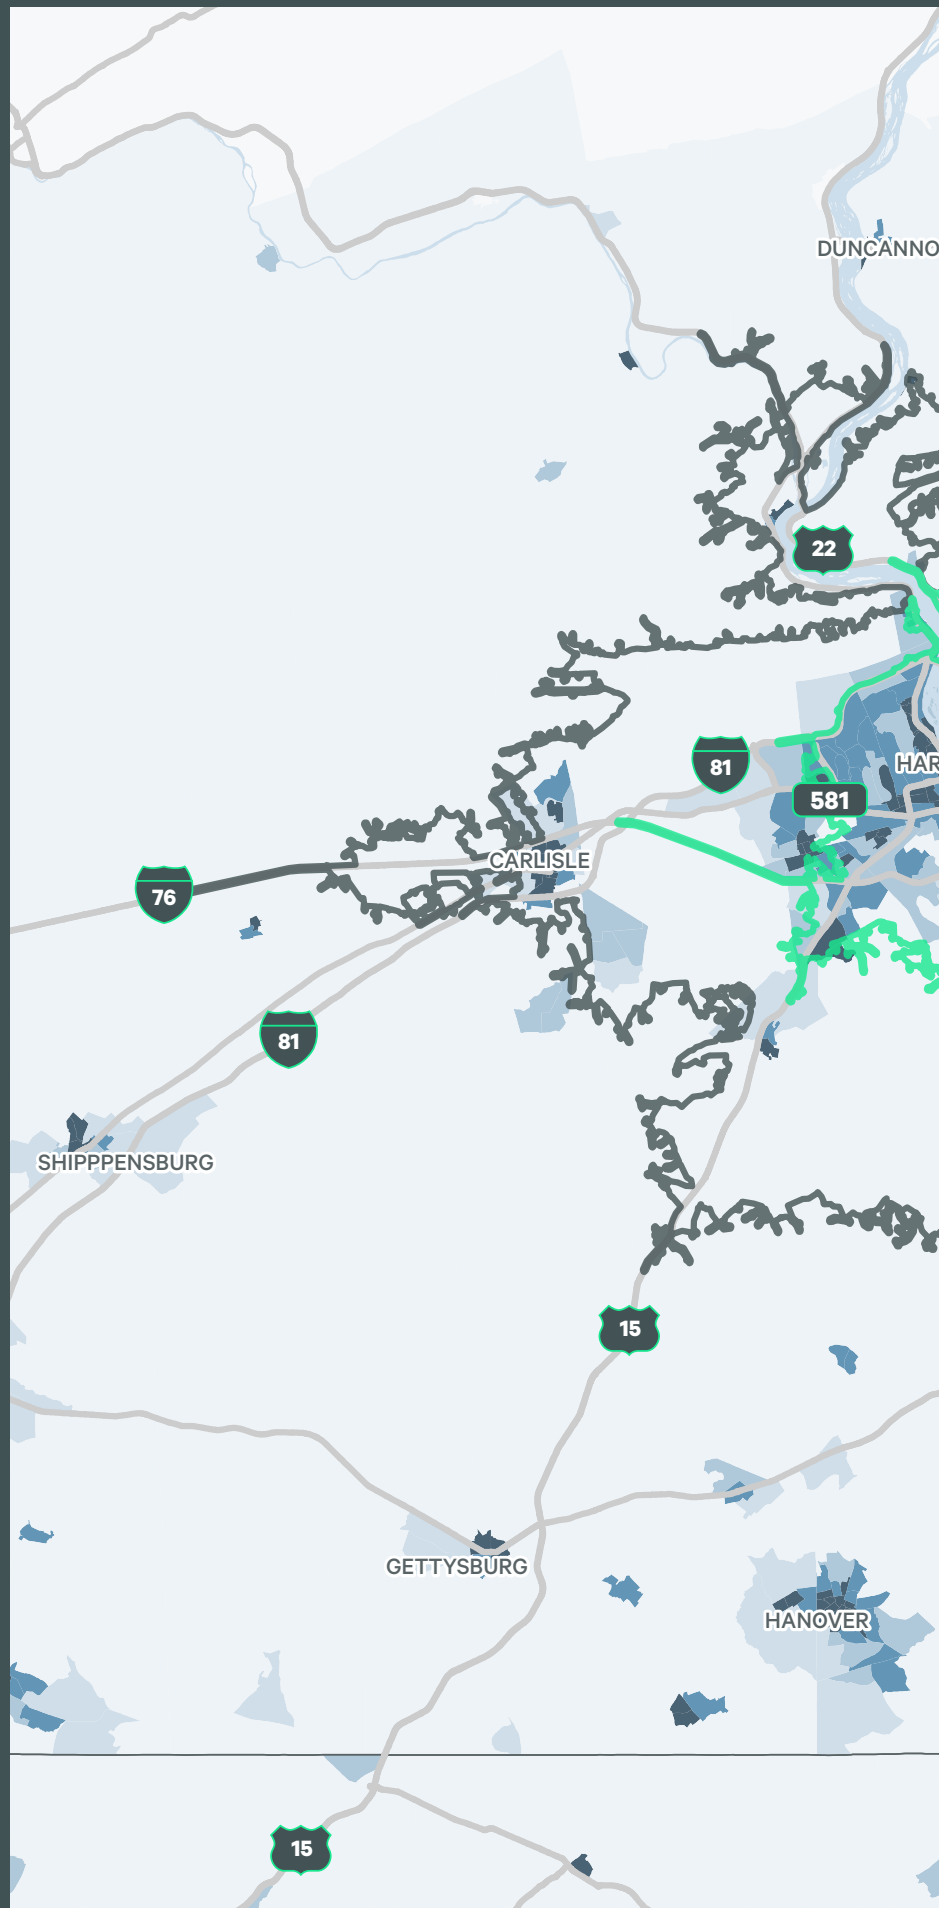 DUNCANNO
22
81
HAR
581
CARLISLE
76
81
SHIPPPENSBURG
15
GETTYSBURG
HANOVER
15